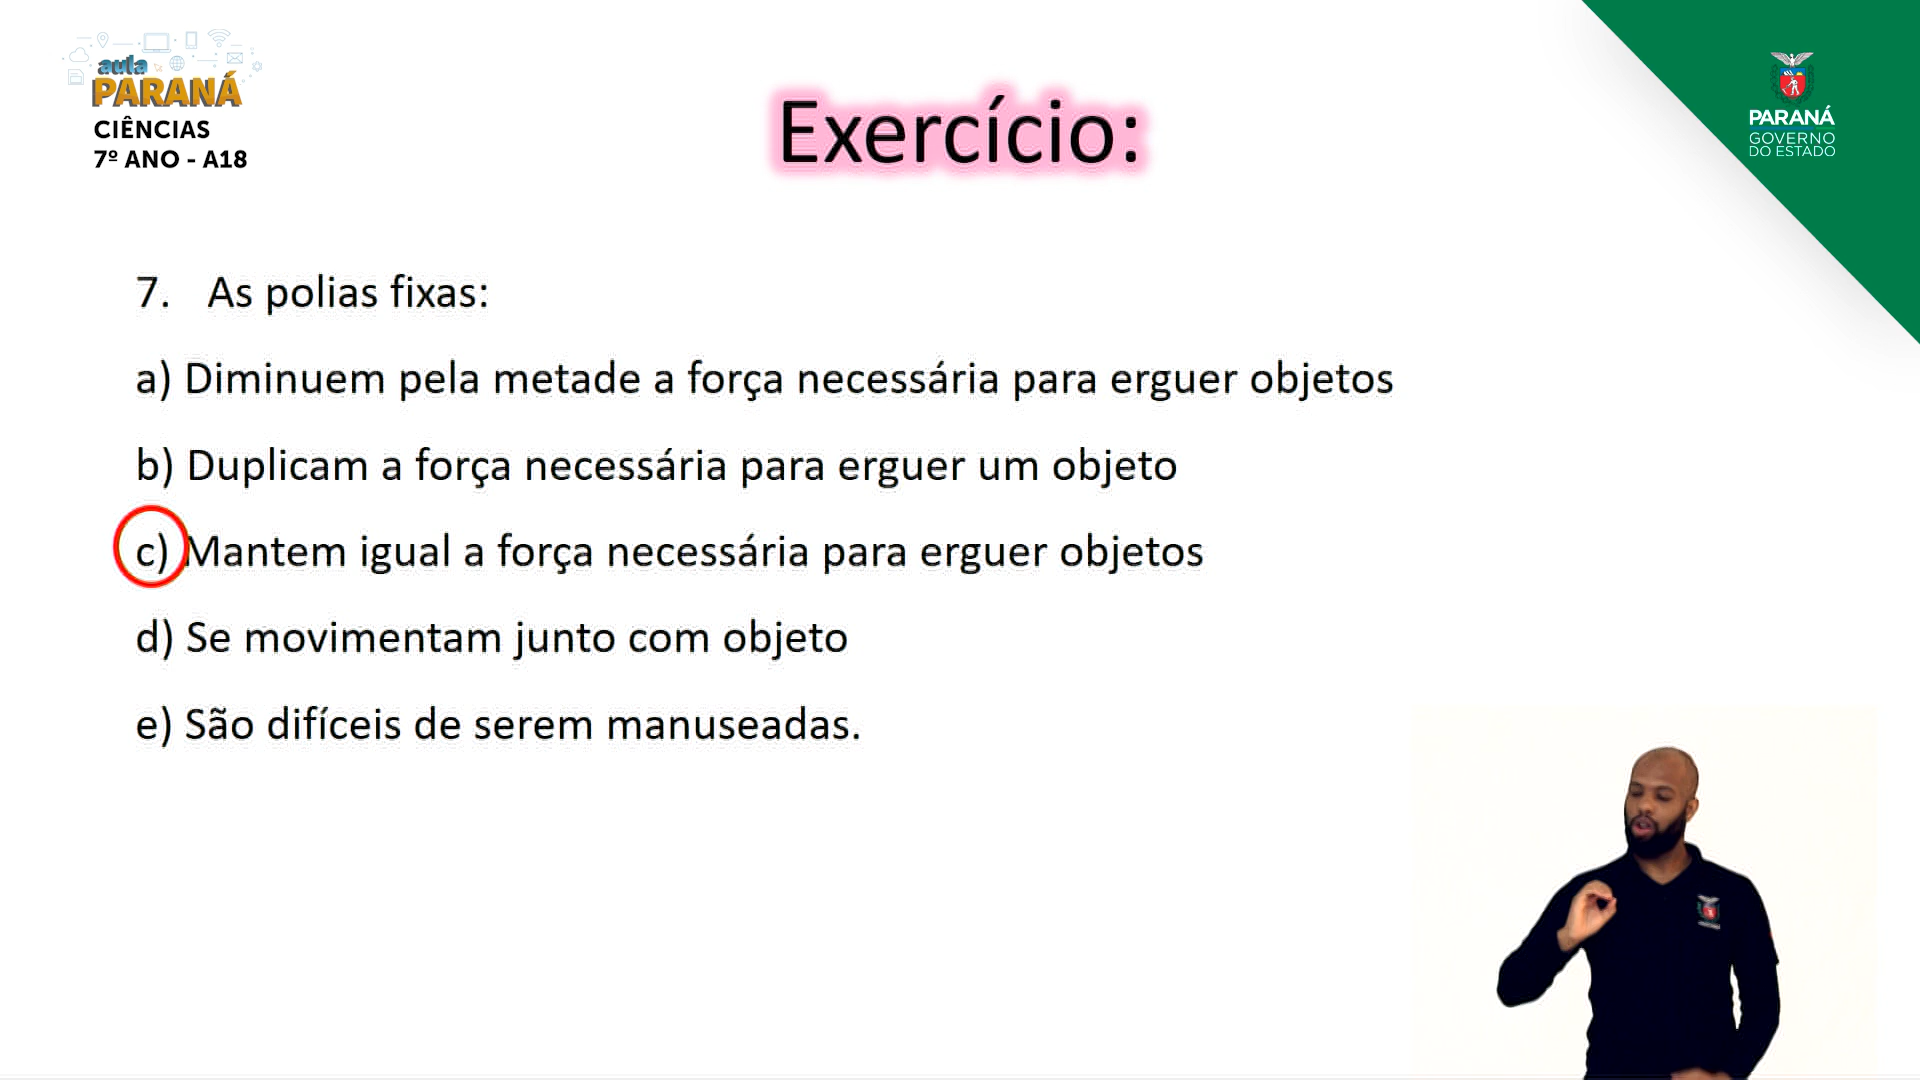 aula
PARANÁ
CIÊNCIAS
7º ANO - A18
Exercício:
PARANÁ
GOVERNO
DO ESTADO
7. As polias fixas:
a) Diminuem pela metade a força necessária para erguer objetos
b) Duplicam a força necessária para erguer um objeto
c) Mantem igual a força necessária para erguer objetos
d) Se movimentam junto com objeto
e) São difíceis de serem manuseadas.